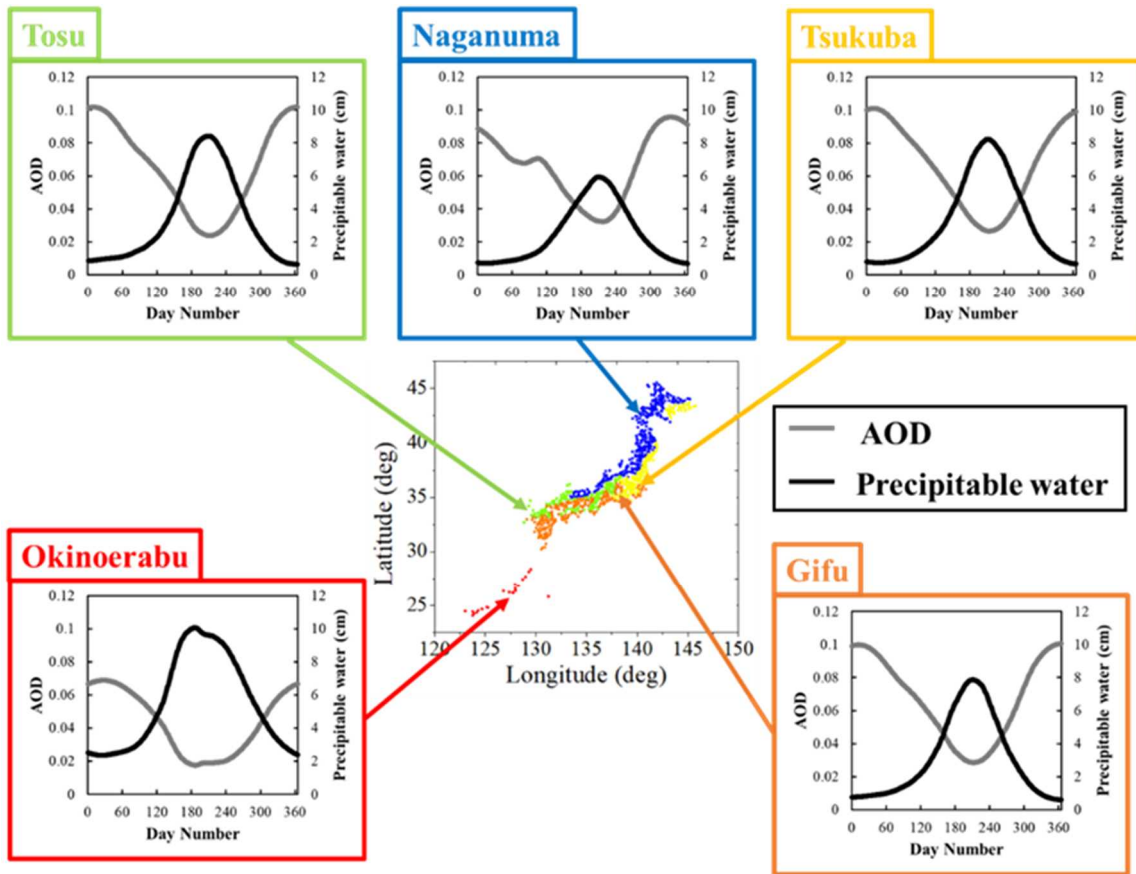 Tosu
0.12
0.1
0.08
0.06
0.04
0.02
0
AOD
12
10
8
6
4
2
0
Precipitable water (cm)
0 60 120 180 240 300 360
Day Number
Naganuma
0.12
0.1
0.08
0.06
0.04
0.02
0
AOD
12
10
8
6
4
2
0
Precipitable water (cm)
0 60 120 180 240 300 360
Day Number
Tsukuba
0.12
0.1
0.08
0.06
0.04
0.02
0
AOD
12
10
8
6
4
2
0
Precipitable water (cm)
0 60 120 180 240 300 360
Day Number
45
40
35
30
25
Latitude (deg)
120 125 130 135 140 145 150
Longitude (deg)
AOD
Precipitable water
Okinoerabu
0.12
0.1
0.08
0.06
0.04
0.02
0
AOD
12
10
8
6
4
2
0
Precipitable water (cm)
0 60 120 180 240 300 360
Day Number
Gifu
0.12
0.1
0.08
0.06
0.04
0.02
0
AOD
12
10
8
6
4
2
0
Precipitable water (cm)
0 60 120 180 240 300 360
Day Number